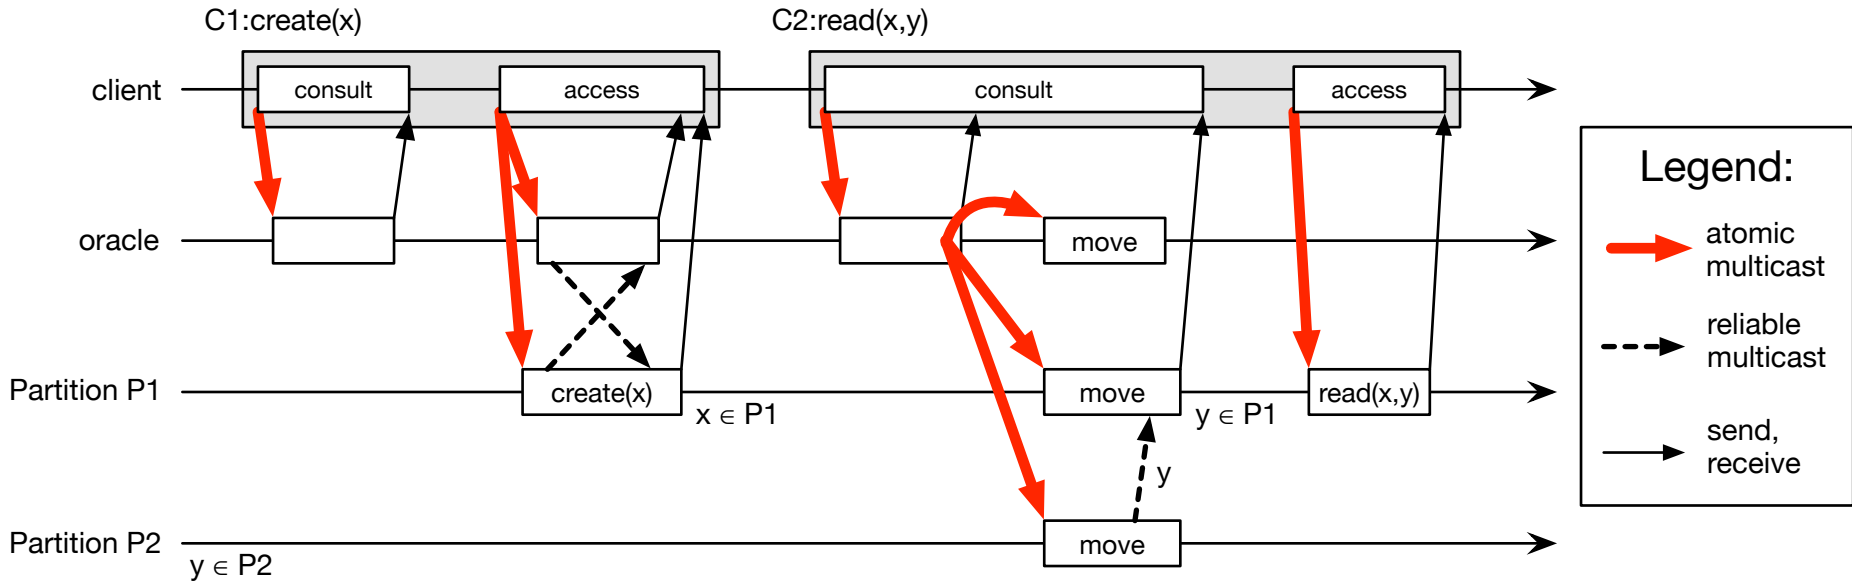 C1:create(x)
C2:read(x,y)
client
consult
access
consult
access
Legend:
oracle
move
atomic
multicast
reliable
multicast
Partition P1
create(x)
x ∈ P1
move
y ∈ P1
read(x,y)
send,
receive
y
Partition P2
y ∈ P2
move